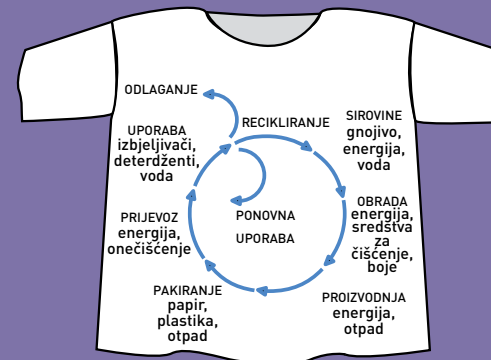 ODLAGANJE
RECIKLIRANJE
SIROVINE
gnojivo,
energija,
voda
OBRADA
energija,
sredstva
za
čišćenje,
boje
PROIZVODNJA
energija,
otpad
PAKIRANJE
papir,
plastika,
otpad
PRIJEVOZ
energija,
onečišćenje
UPORABA
izbjeljivači,
deterdženti,
voda
PONOVNA
UPORABA